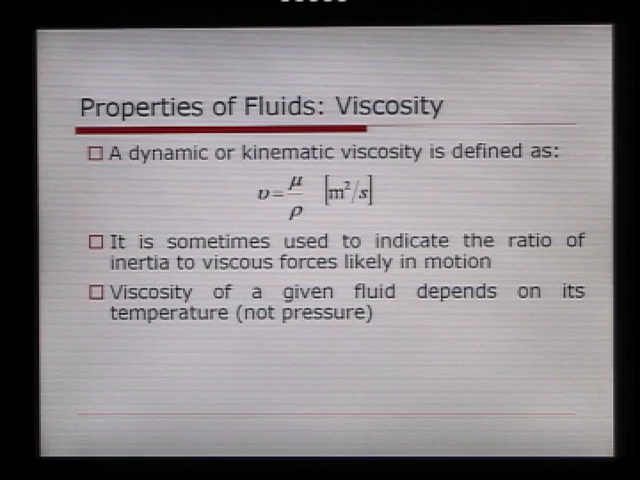 Properties of Fluids: Viscosity
A dynamic or kinematic viscosity is defined as:
υ = μ/ρ [m²/s]
It is sometimes used to indicate the ratio of
inertia to viscous forces likely in motion
Viscosity of a given fluid depends on its
temperature (not pressure)